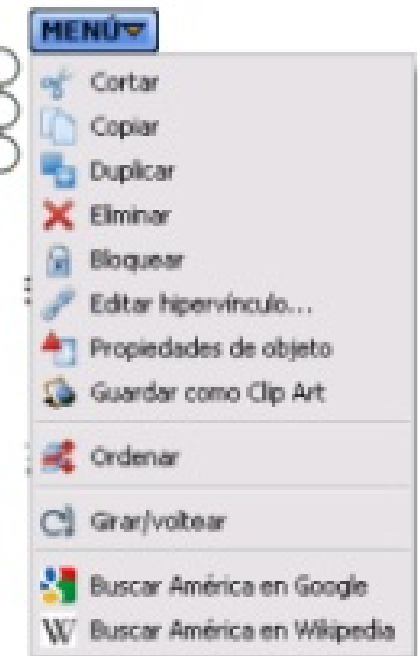 MENÚ
Cortar
Copiar
Duplicar
Eliminar
Bloquear
Editar hipervínculo...
Propiedades de objeto
Guardar como Clip Art
Ordenar
Girar/voltear
Buscar América en Google
W Buscar América en Wikipedia